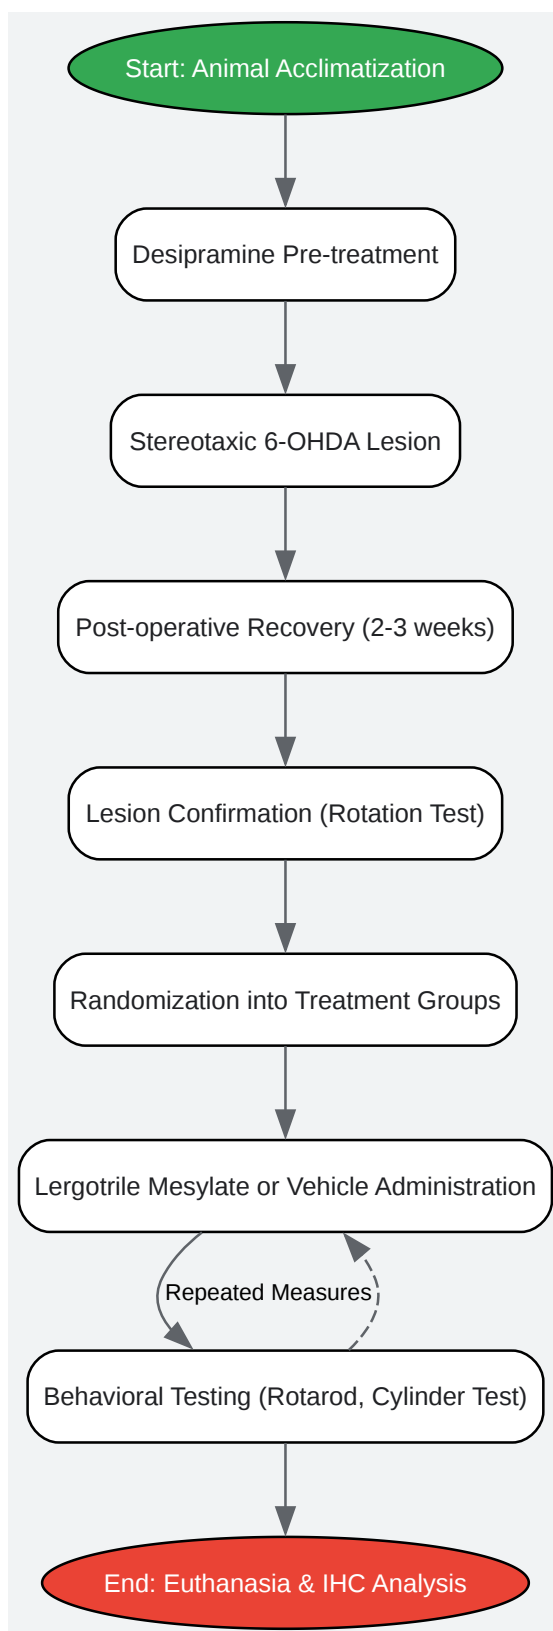 Start: Animal Acclimatization
Desipramine Pre-treatment
Stereotaxic 6-OHDA Lesion
Post-operative Recovery (2-3 weeks)
Lesion Confirmation (Rotation Test)
Randomization into Treatment Groups
Lergotrile Mesylate or Vehicle Administration
Repeated Measures
Behavioral Testing (Rotarod, Cylinder Test)
End: Euthanasia & IHC Analysis